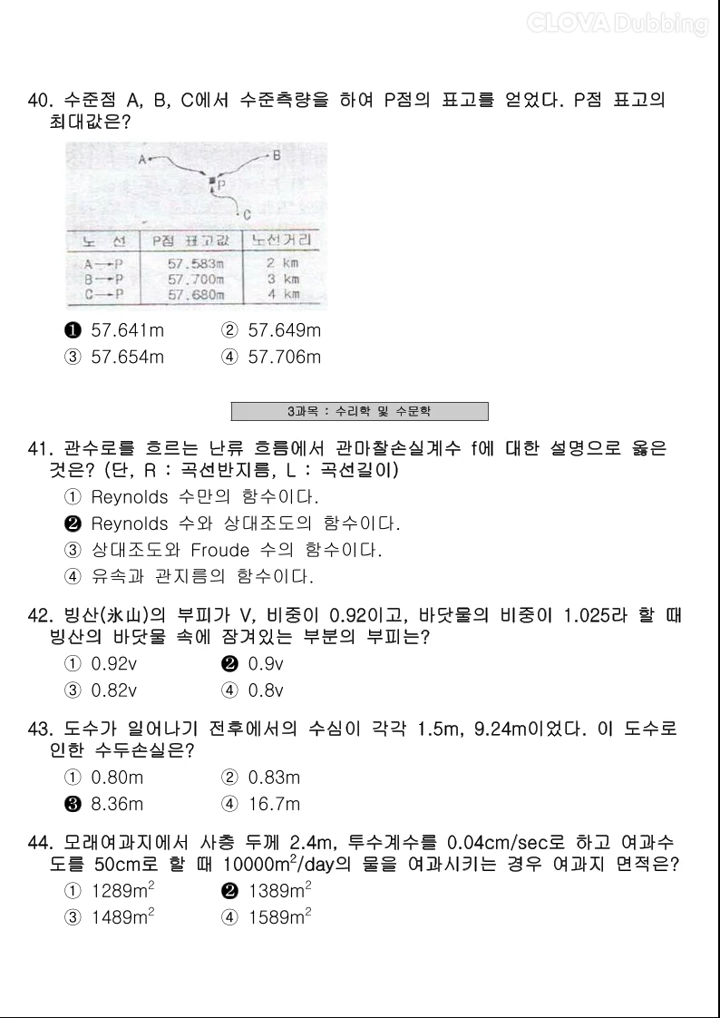 CLOVA Dubbing
40. 수준점 A, B, C에서 수준측량을 하여 P점의 표고를 얻었다. P점 표고의
최대값은?
A
B
P
C
노 선 P점 표고값 노선거리
A―→P 57.583m 2 km
B―→P 57.700m 3 km
C―→P 57.680m 4 km
❶ 57.641m ② 57.649m
③ 57.654m ④ 57.706m
3과목 : 수리학 및 수문학
41. 관수로를 흐르는 난류 흐름에서 관마찰손실계수 f에 대한 설명으로 옳은
것은? (단, R : 곡선반지름, L : 곡선길이)
① Reynolds 수만의 함수이다.
❷ Reynolds 수와 상대조도의 함수이다.
③ 상대조도와 Froude 수의 함수이다.
④ 유속과 관지름의 함수이다.
42. 빙산(氷山)의 부피가 V, 비중이 0.92이고, 바닷물의 비중이 1.025라 할 때
빙산의 바닷물 속에 잠겨있는 부분의 부피는?
① 0.92v ❷ 0.9v
③ 0.82v ④ 0.8v
43. 도수가 일어나기 전후에서의 수심이 각각 1.5m, 9.24m이었다. 이 도수로
인한 수두손실은?
① 0.80m ② 0.83m
❸ 8.36m ④ 16.7m
44. 모래여과지에서 사층 두께 2.4m, 투수계수를 0.04cm/sec로 하고 여과수
도를 50cm로 할 때 10000m²/day의 물을 여과시키는 경우 여과지 면적은?
① 1289m² ❷ 1389m²
③ 1489m² ④ 1589m²